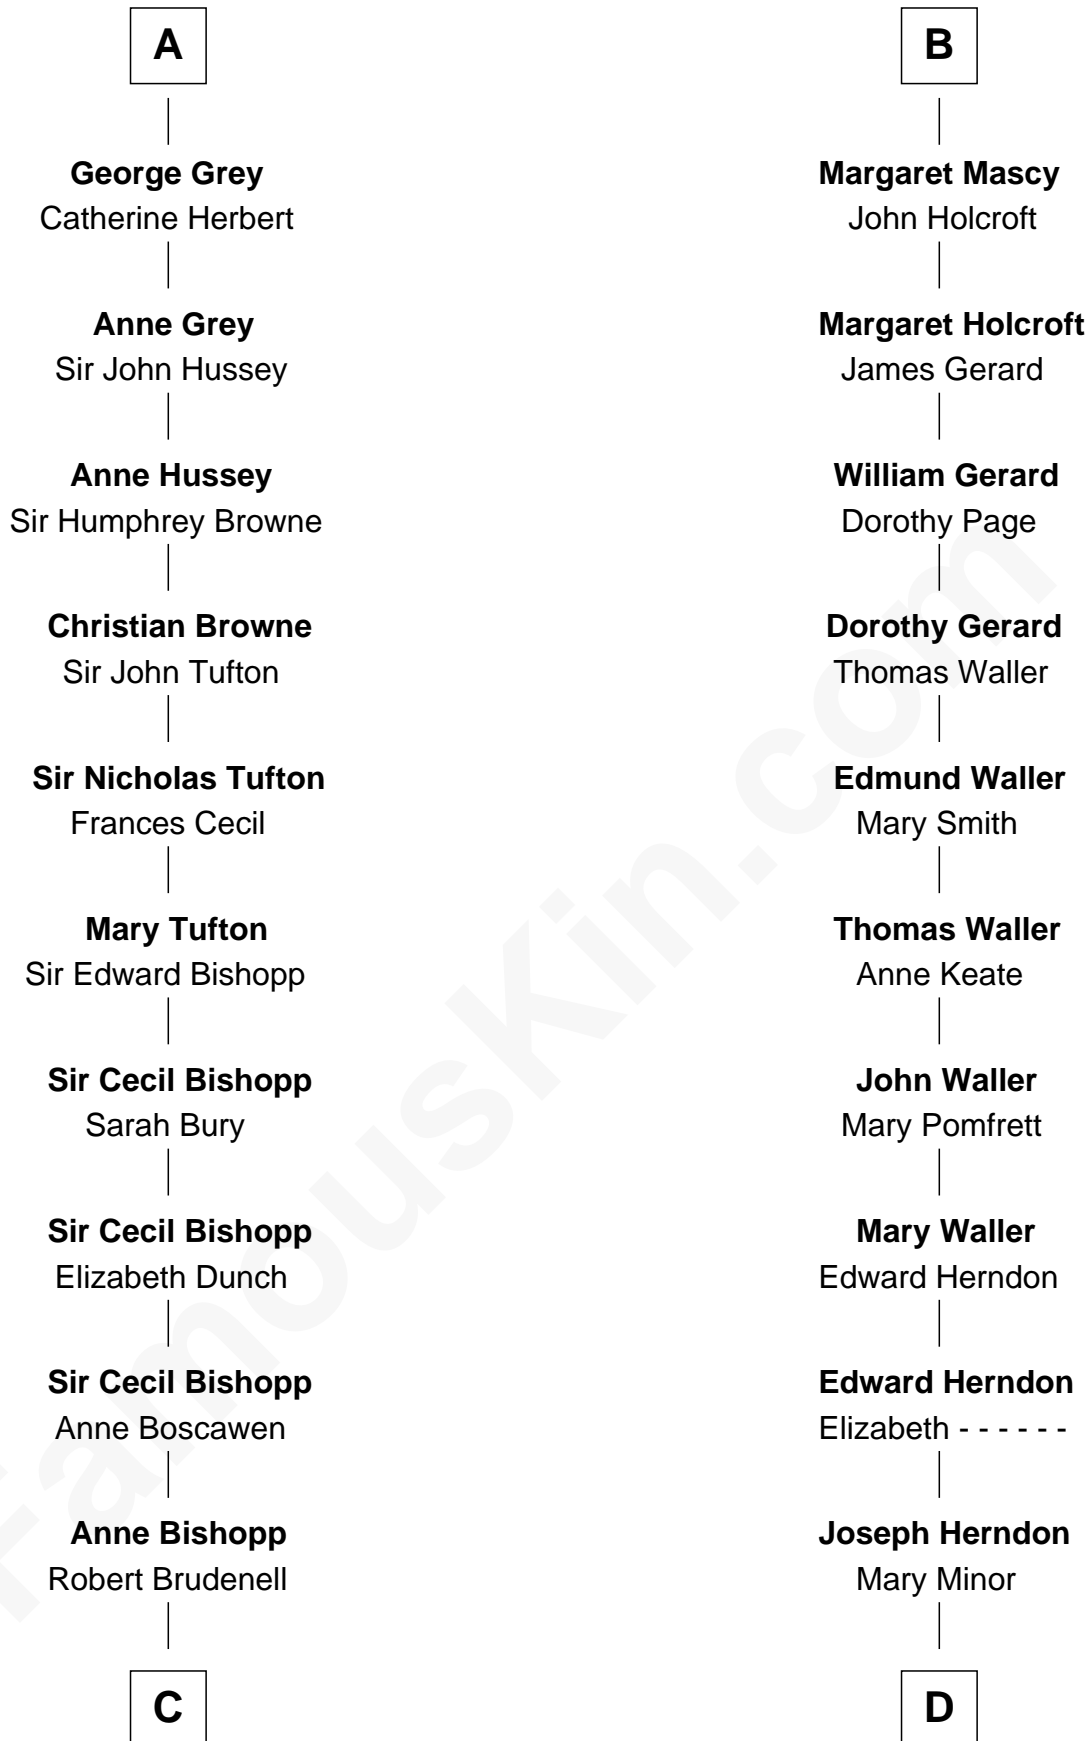 A
George Grey
Catherine Herbert
Anne Grey
Sir John Hussey
Anne Hussey
Sir Humphrey Browne
Christian Browne
Sir John Tufton
Sir Nicholas Tufton
Frances Cecil
Mary Tufton
Sir Edward Bishopp
Sir Cecil Bishopp
Sarah Bury
Sir Cecil Bishopp
Elizabeth Dunch
Sir Cecil Bishopp
Anne Boscawen
Anne Bishopp
Robert Brudenell
C
B
Margaret Mascy
John Holcroft
Margaret Holcroft
James Gerard
William Gerard
Dorothy Page
Dorothy Gerard
Thomas Waller
Edmund Waller
Mary Smith
Thomas Waller
Anne Keate
John Waller
Mary Pomfrett
Mary Waller
Edward Herndon
Edward Herndon
Elizabeth - - - - - -
Joseph Herndon
Mary Minor
D
FamousKin.com